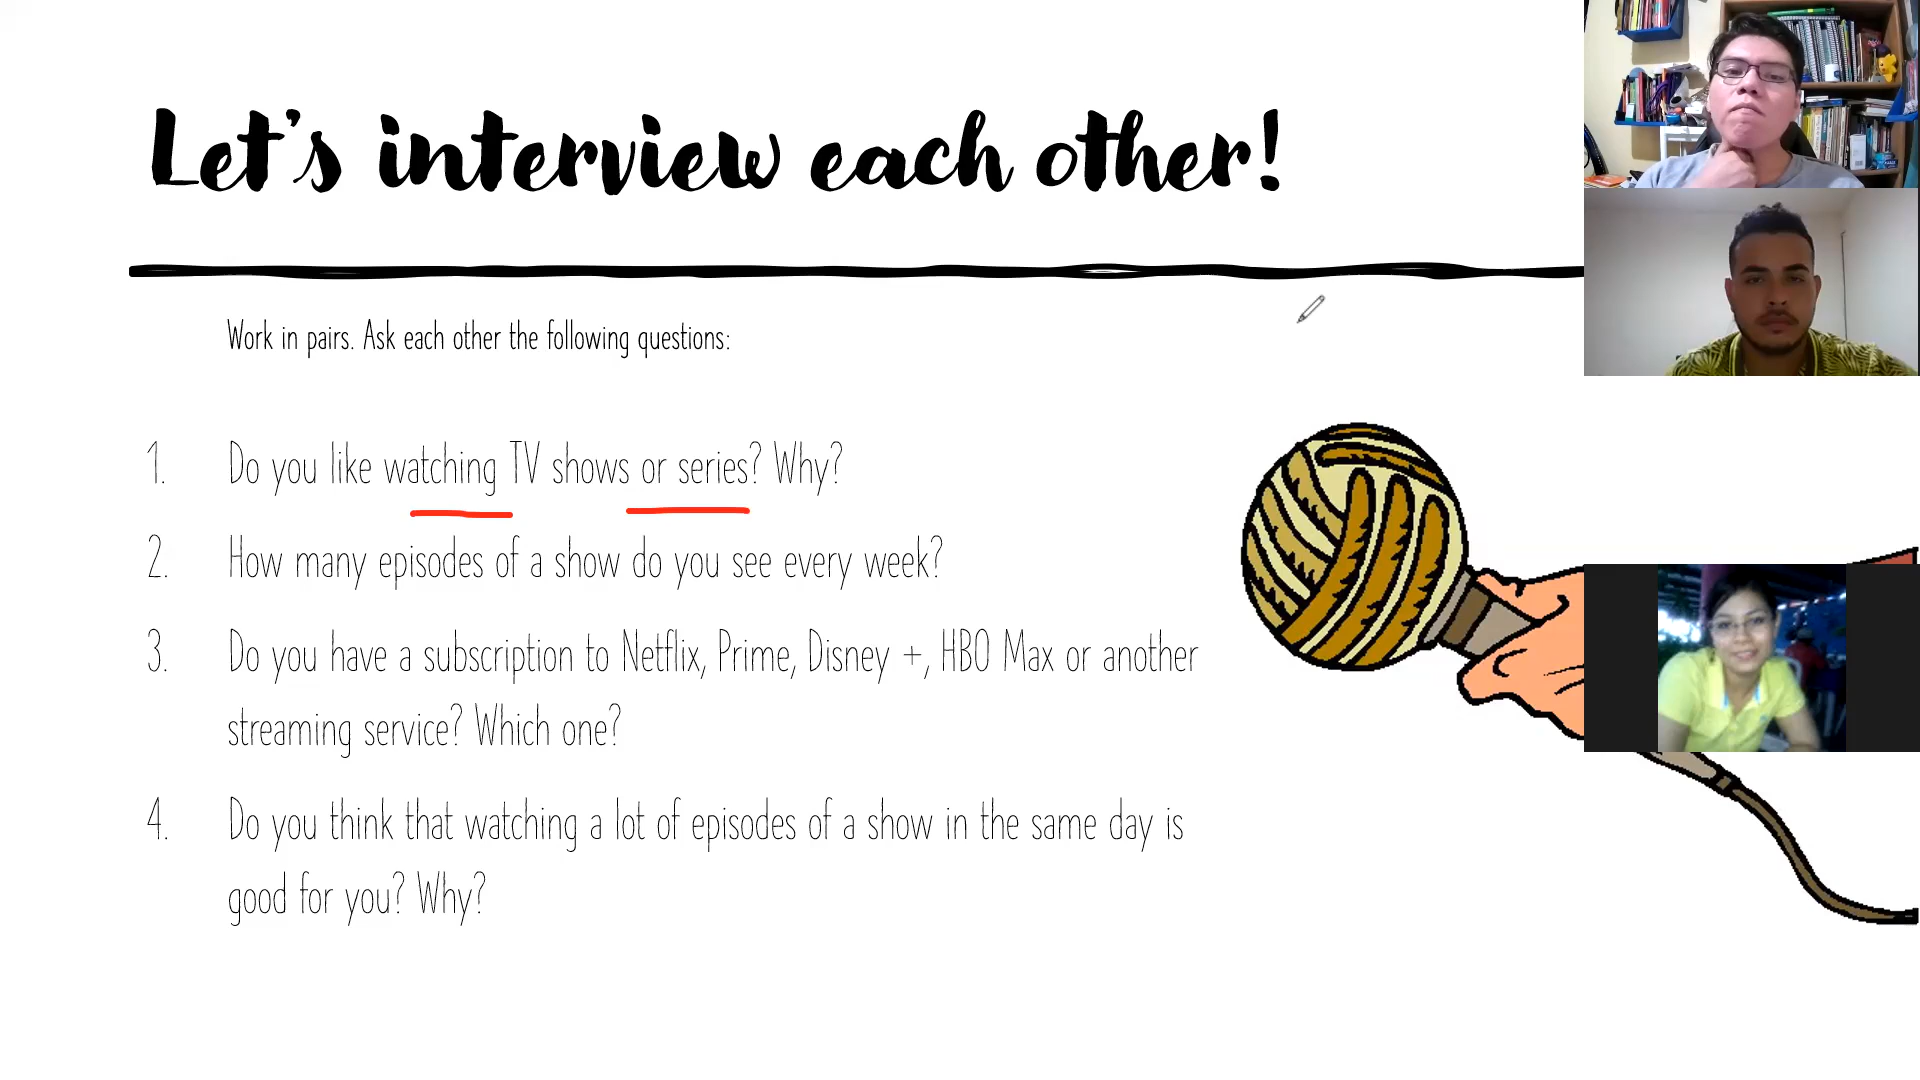 Let's interview each other!
Work in pairs. Ask each other the following questions:
1. Do you like watching TV shows or series? Why?
2. How many episodes of a show do you see every week?
3. Do you have a subscription to Netflix, Prime, Disney +, HBO Max or another
streaming service? Which one?
4. Do you think that watching a lot of episodes of a show in the same day is
good for you? Why?